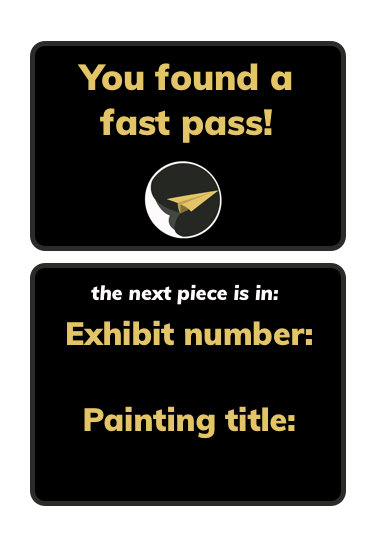 You found a
fast pass!
the next piece is in:
Exhibit number:
Painting title: